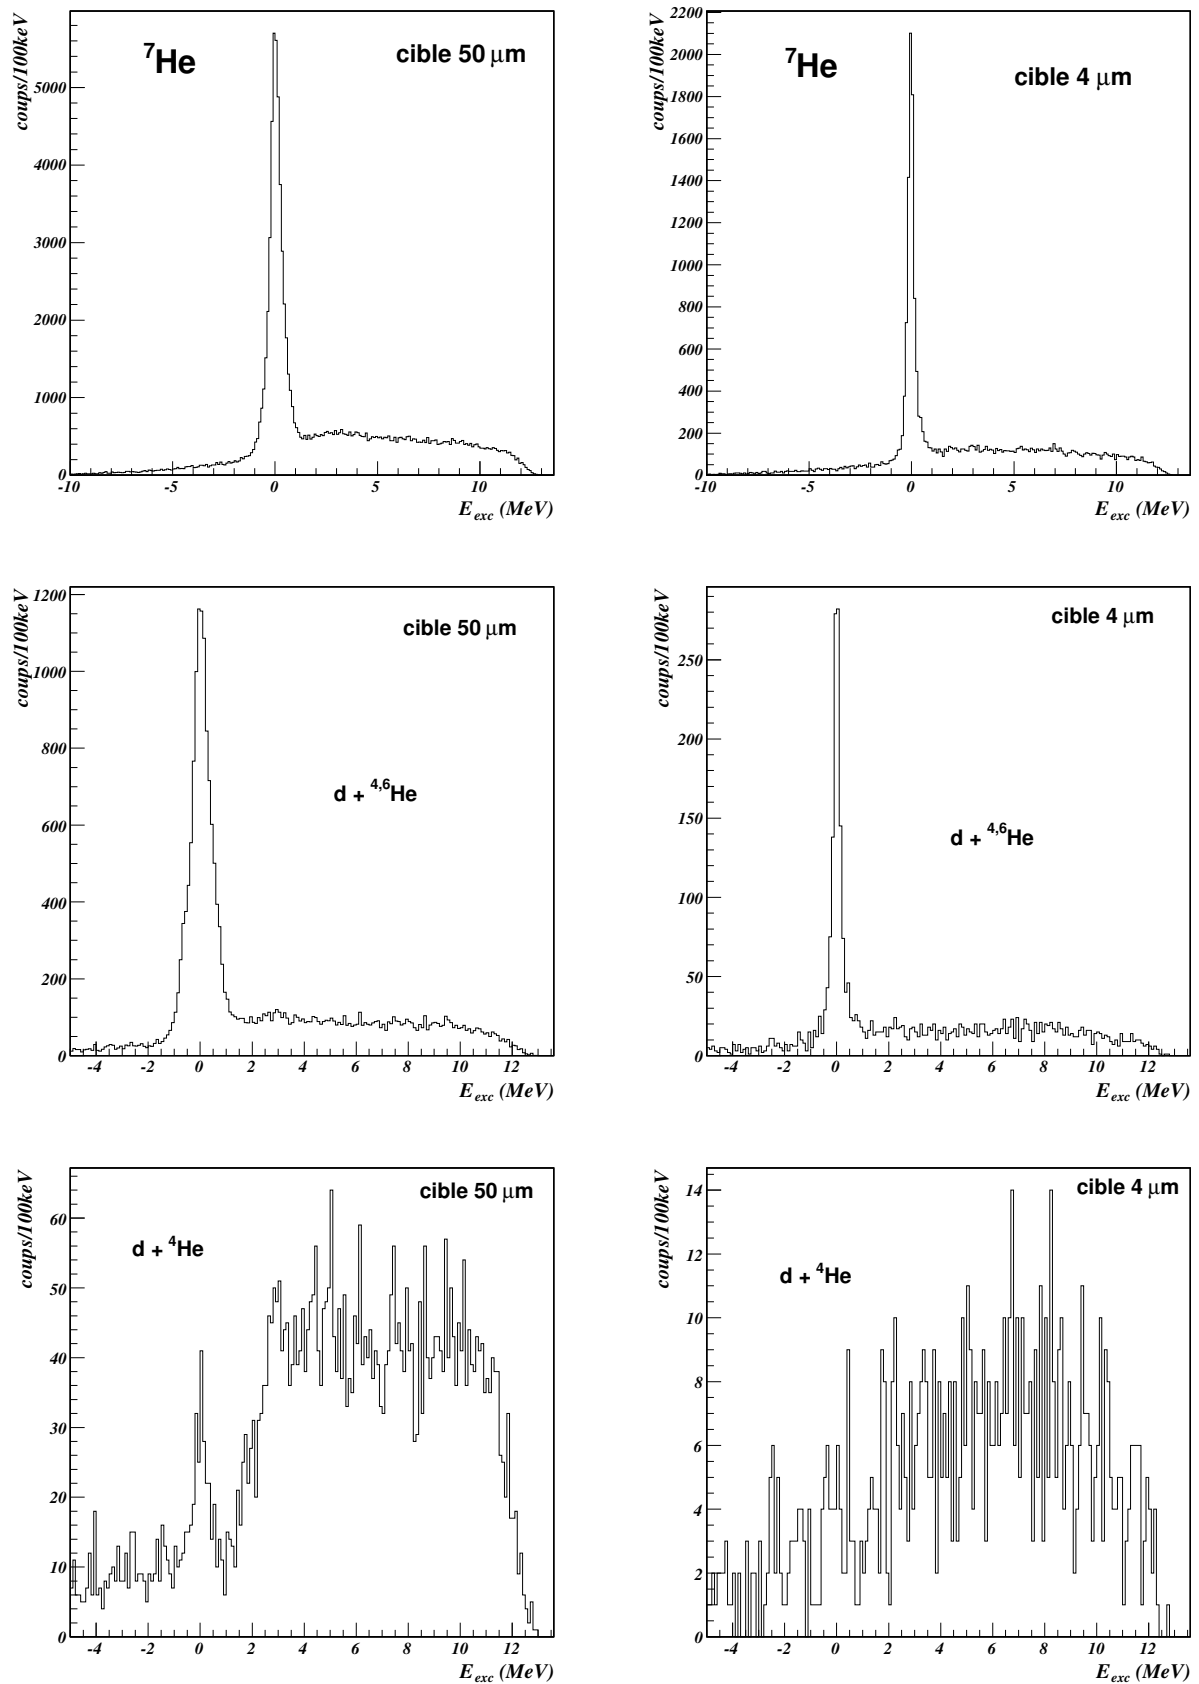 coups/100keV
⁷He
cible 50 μm
5000
4000
3000
2000
1000
0
-10 -5 0 5 10
E_exc (MeV)
coups/100keV
⁷He
cible 4 μm
2200
2000
1800
1600
1400
1200
1000
800
600
400
200
0
-10 -5 0 5 10
E_exc (MeV)
coups/100keV
cible 50 μm
d + ⁴,⁶He
1200
1000
800
600
400
200
0
-4 -2 0 2 4 6 8 10 12
E_exc (MeV)
coups/100keV
cible 4 μm
d + ⁴,⁶He
250
200
150
100
50
0
-4 -2 0 2 4 6 8 10 12
E_exc (MeV)
coups/100keV
cible 50 μm
d + ⁴He
60
50
40
30
20
10
0
-4 -2 0 2 4 6 8 10 12
E_exc (MeV)
coups/100keV
cible 4 μm
d + ⁴He
14
12
10
8
6
4
2
0
-4 -2 0 2 4 6 8 10 12
E_exc (MeV)